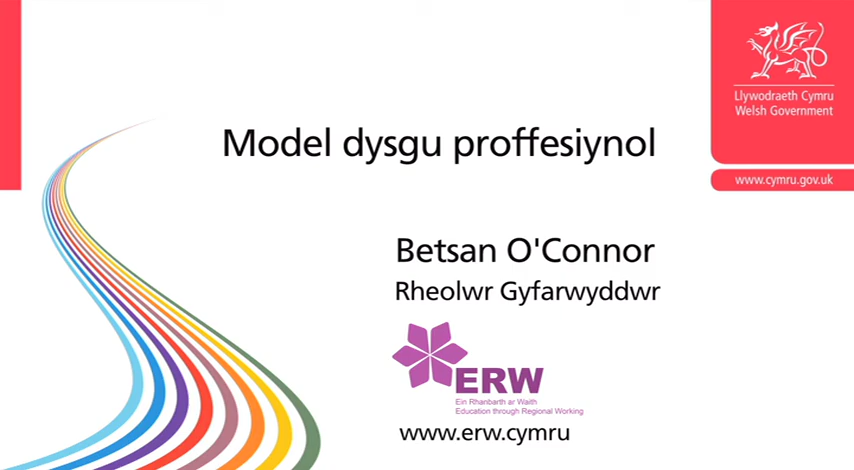 Llywodraeth Cymru
Welsh Government
www.cymru.gov.uk
Model dysgu proffesiynol
Betsan O'Connor
Rheolwr Gyfarwyddwr
ERW
Ein Rhanbarth ar Waith
Education through Regional Working
www.erw.cymru